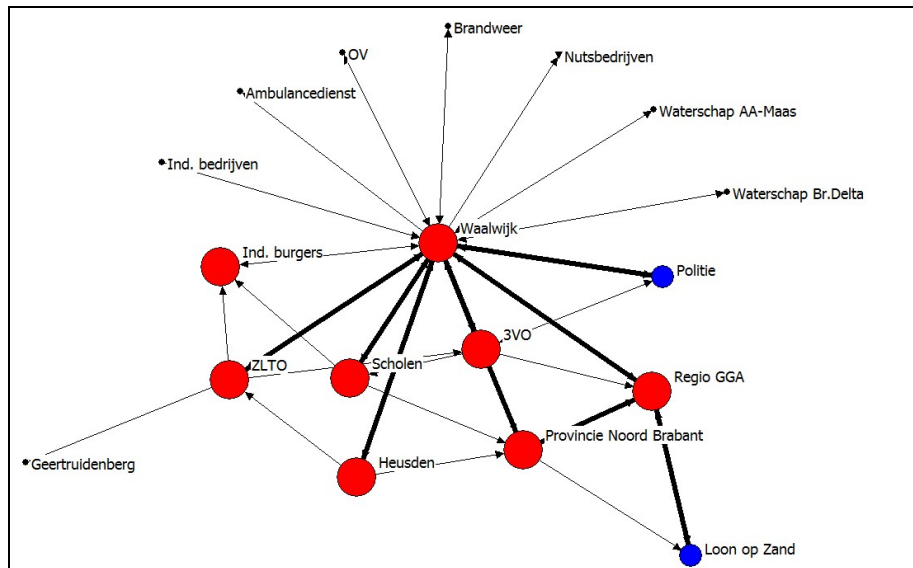 Brandweer
OV
Nutsbedrijven
Ambulancedienst
Waterschap AA-Maas
Ind. bedrijven
Waterschap Br.Delta
Waalwijk
Ind. burgers
Politie
3VO
ZLTO
Scholen
Regio GGA
Provincie Noord Brabant
Geertruidenberg
Heusden
Loon op Zand